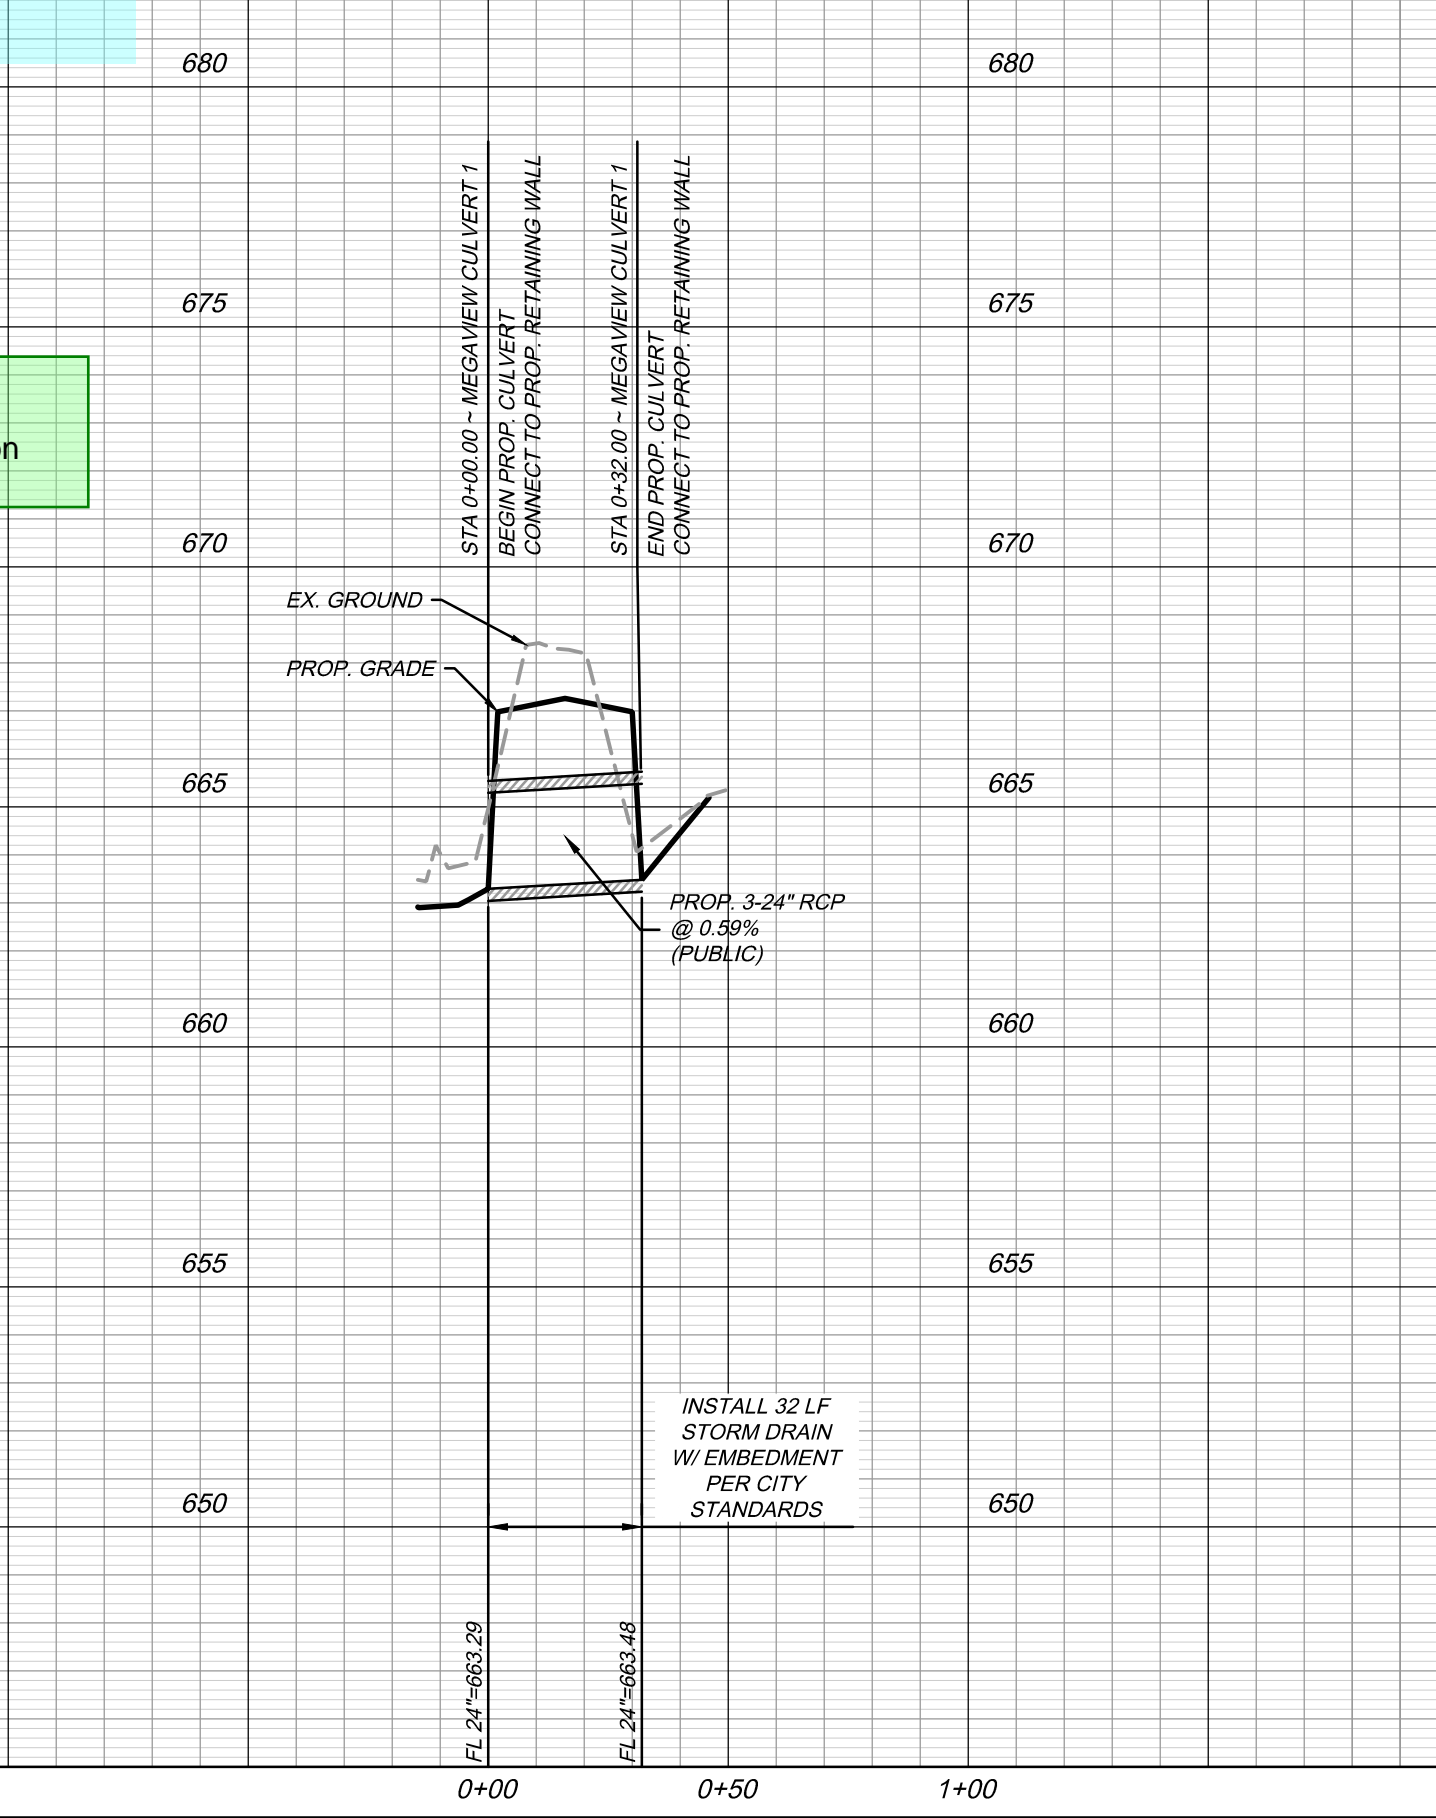 680
680
STA 0+00.00 ~ MEGAVIEW CULVERT 1
BEGIN PROP. CULVERT
CONNECT TO PROP. RETAINING WALL
STA 0+32.00 ~ MEGAVIEW CULVERT 1
END PROP. CULVERT
CONNECT TO PROP. RETAINING WALL
675
675
670
670
EX. GROUND
PROP. GRADE
665
665
PROP. 3-24" RCP
@ 0.59%
(PUBLIC)
660
660
655
655
INSTALL 32 LF
STORM DRAIN
W/ EMBEDMENT
PER CITY
STANDARDS
650
650
FL 24"=663.29
FL 24"=663.48
0+00
0+50
1+00